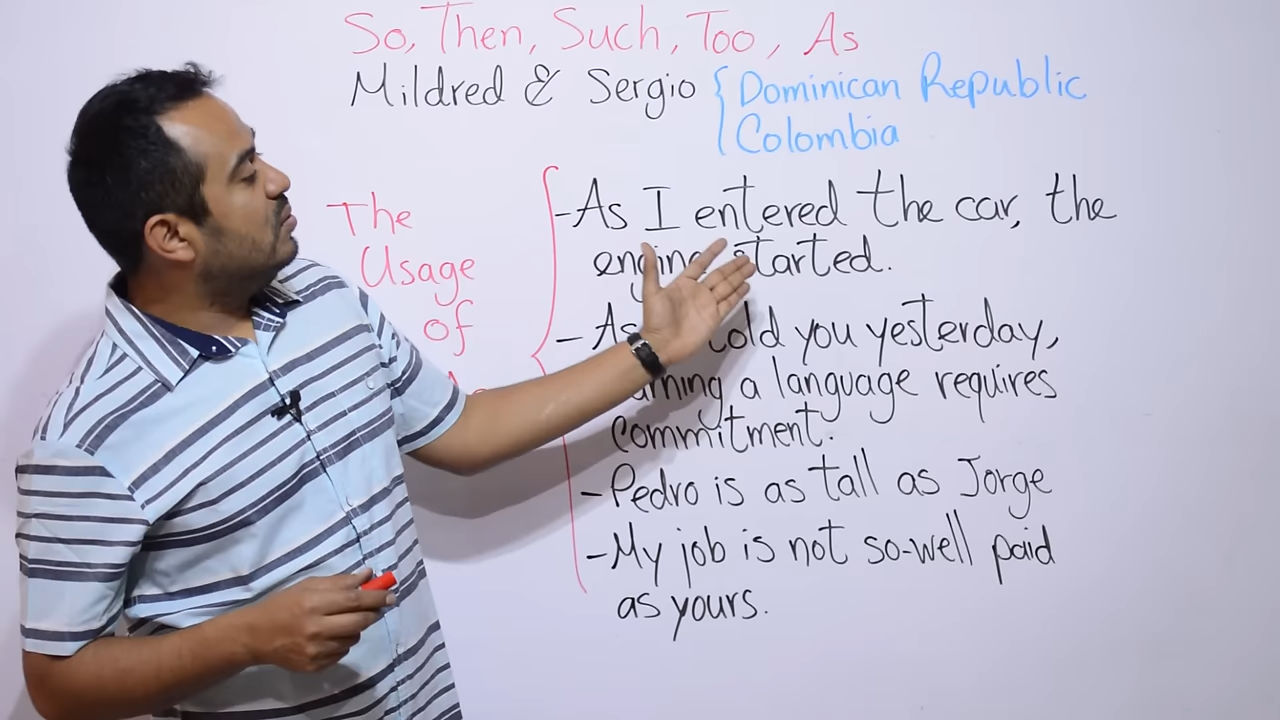 So, Then, Such, Too, As
Mildred & Sergio { Dominican Republic
Colombia
The
Usage
of
- As I entered the car, the
engine started.
- As told you yesterday,
a language requires
commitment.
- Pedro is as tall as Jorge
- My job is not so-well paid
as yours.